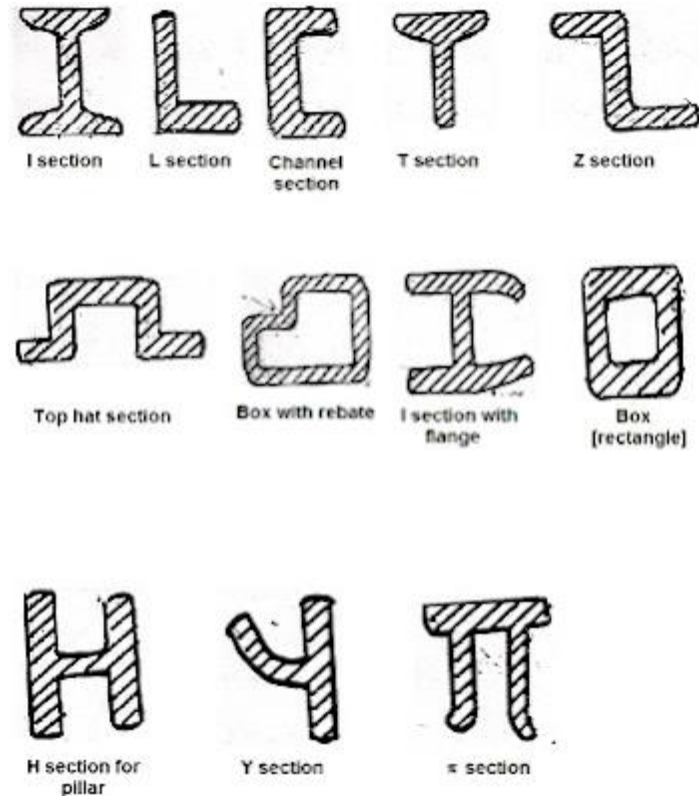 I section
L section
Channel
section
T section
Z section
Top hat section
Box with rebate
I section with
flange
Box
[rectangle]
H section for
pillar
Y section
π section